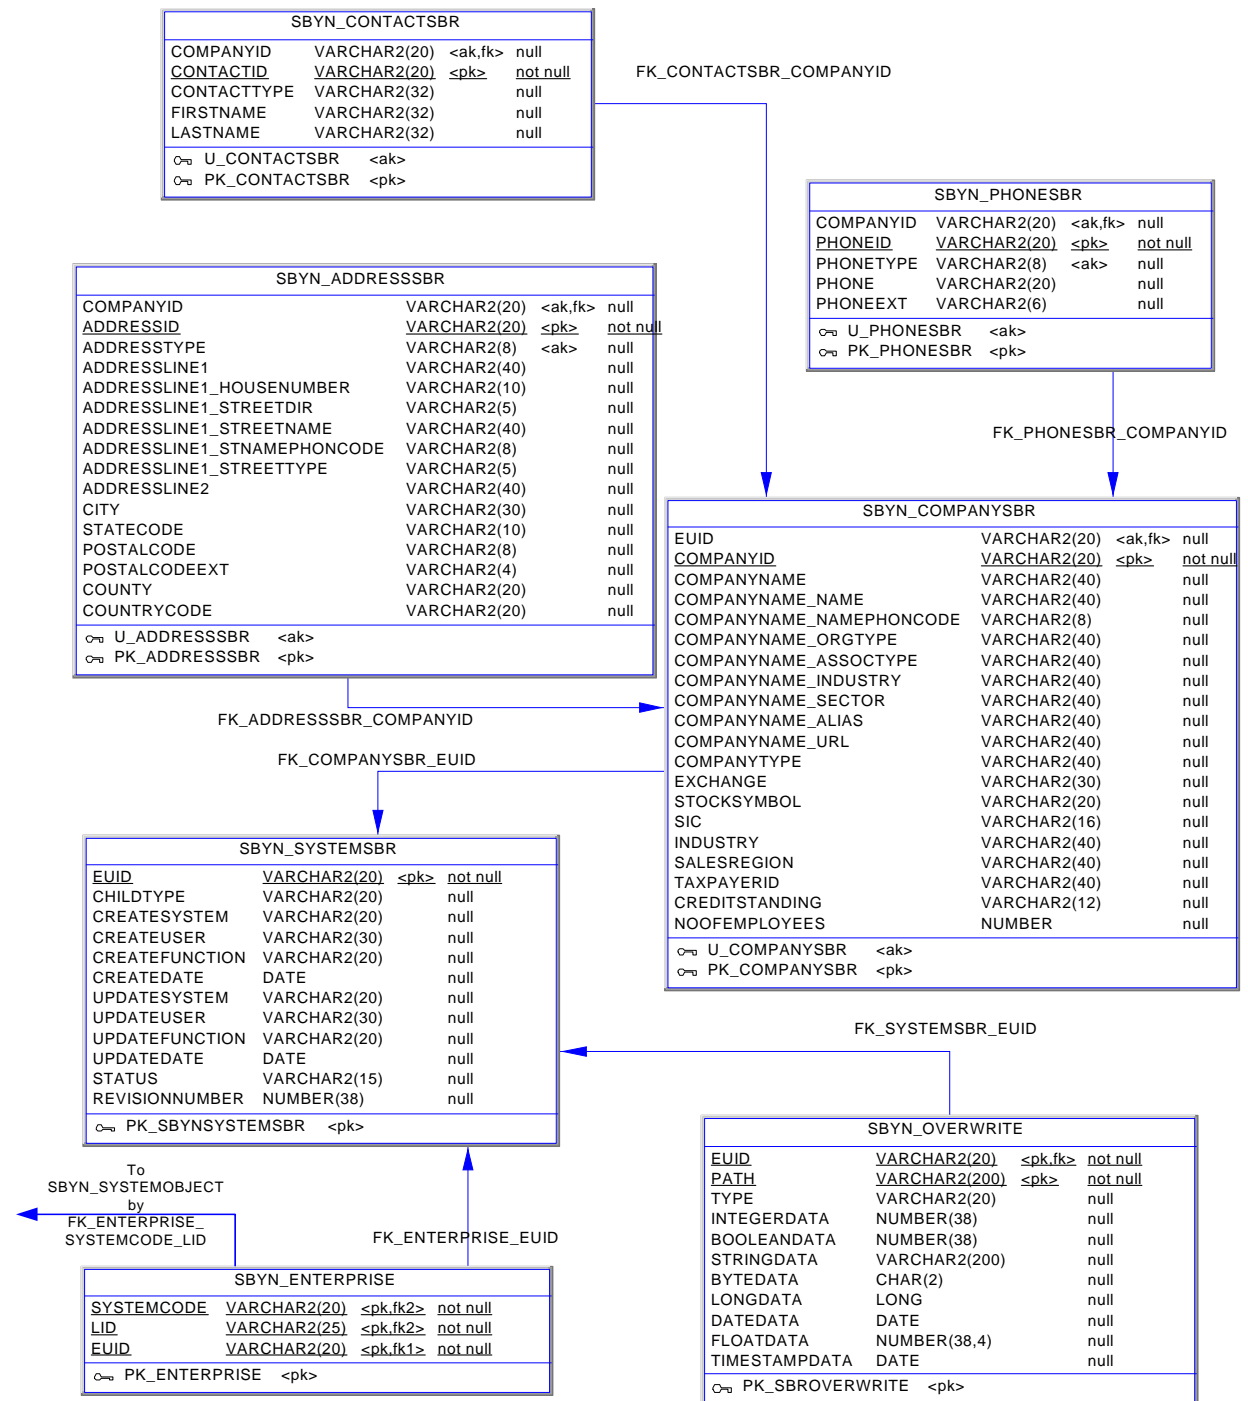 SBYN_CONTACTSBR
COMPANYID VARCHAR2(20) <ak,fk> null
CONTACTID VARCHAR2(20) <pk> not null
CONTACTTYPE VARCHAR2(32) null
FIRSTNAME VARCHAR2(32) null
LASTNAME VARCHAR2(32) null
U_CONTACTSBR <ak>
PK_CONTACTSBR <pk>
FK_CONTACTSBR_COMPANYID
SBYN_PHONESBR
COMPANYID VARCHAR2(20) <ak,fk> null
PHONEID VARCHAR2(20) <pk> not null
PHONETYPE VARCHAR2(8) <ak> null
PHONE VARCHAR2(20) null
PHONEEXT VARCHAR2(6) null
U_PHONESBR <ak>
PK_PHONESBR <pk>
FK_PHONESBR_COMPANYID
SBYN_ADDRESSSBR
COMPANYID VARCHAR2(20) <ak,fk> null
ADDRESSID VARCHAR2(20) <pk> not null
ADDRESSTYPE VARCHAR2(8) <ak> null
ADDRESSLINE1 VARCHAR2(40) null
ADDRESSLINE1_HOUSENUMBER VARCHAR2(10) null
ADDRESSLINE1_STREETDIR VARCHAR2(5) null
ADDRESSLINE1_STREETNAME VARCHAR2(40) null
ADDRESSLINE1_STNAMEPHONCODE VARCHAR2(8) null
ADDRESSLINE1_STREETTYPE VARCHAR2(5) null
ADDRESSLINE2 VARCHAR2(40) null
CITY VARCHAR2(30) null
STATECODE VARCHAR2(10) null
POSTALCODE VARCHAR2(8) null
POSTALCODEEXT VARCHAR2(4) null
COUNTY VARCHAR2(20) null
COUNTRYCODE VARCHAR2(20) null
U_ADDRESSSBR <ak>
PK_ADDRESSSBR <pk>
FK_ADDRESSSBR_COMPANYID
SBYN_COMPANYSBR
EUID VARCHAR2(20) <ak,fk> null
COMPANYID VARCHAR2(20) <pk> not null
COMPANYNAME VARCHAR2(40) null
COMPANYNAME_NAME VARCHAR2(40) null
COMPANYNAME_NAMEPHONCODE VARCHAR2(8) null
COMPANYNAME_ORGTYPE VARCHAR2(40) null
COMPANYNAME_ASSOCTYPE VARCHAR2(40) null
COMPANYNAME_INDUSTRY VARCHAR2(40) null
COMPANYNAME_SECTOR VARCHAR2(40) null
COMPANYNAME_ALIAS VARCHAR2(40) null
COMPANYNAME_URL VARCHAR2(40) null
COMPANYTYPE VARCHAR2(40) null
EXCHANGE VARCHAR2(30) null
STOCKSYMBOL VARCHAR2(20) null
SIC VARCHAR2(16) null
INDUSTRY VARCHAR2(40) null
SALESREGION VARCHAR2(40) null
TAXPAYERID VARCHAR2(40) null
CREDITSTANDING VARCHAR2(12) null
NOOFEMPLOYEES NUMBER null
U_COMPANYSBR <ak>
PK_COMPANYSBR <pk>
FK_COMPANYSBR_EUID
SBYN_SYSTEMSBR
EUID VARCHAR2(20) <pk> not null
CHILDTYPE VARCHAR2(20) null
CREATESYSTEM VARCHAR2(20) null
CREATEUSER VARCHAR2(30) null
CREATEFUNCTION VARCHAR2(20) null
CREATEDATE DATE null
UPDATESYSTEM VARCHAR2(20) null
UPDATEUSER VARCHAR2(30) null
UPDATEFUNCTION VARCHAR2(20) null
UPDATEDATE DATE null
STATUS VARCHAR2(15) null
REVISIONNUMBER NUMBER(38) null
PK_SBYNSYSTEMSBR <pk>
FK_SYSTEMSBR_EUID
To
SBYN_SYSTEMOBJECT
by
FK_ENTERPRISE_
SYSTEMCODE_LID
FK_ENTERPRISE_EUID
SBYN_ENTERPRISE
SYSTEMCODE VARCHAR2(20) <pk,fk2> not null
LID VARCHAR2(25) <pk,fk2> not null
EUID VARCHAR2(20) <pk,fk1> not null
PK_ENTERPRISE <pk>
SBYN_OVERWRITE
EUID VARCHAR2(20) <pk,fk> not null
PATH VARCHAR2(200) <pk> not null
TYPE VARCHAR2(20) null
INTEGERDATA NUMBER(38) null
BOOLEANDATA NUMBER(38) null
STRINGDATA VARCHAR2(200) null
BYTEDATA CHAR(2) null
LONGDATA LONG null
DATEDATA DATE null
FLOATDATA NUMBER(38,4) null
TIMESTAMPDATA DATE null
PK_SBROVERWRITE <pk>